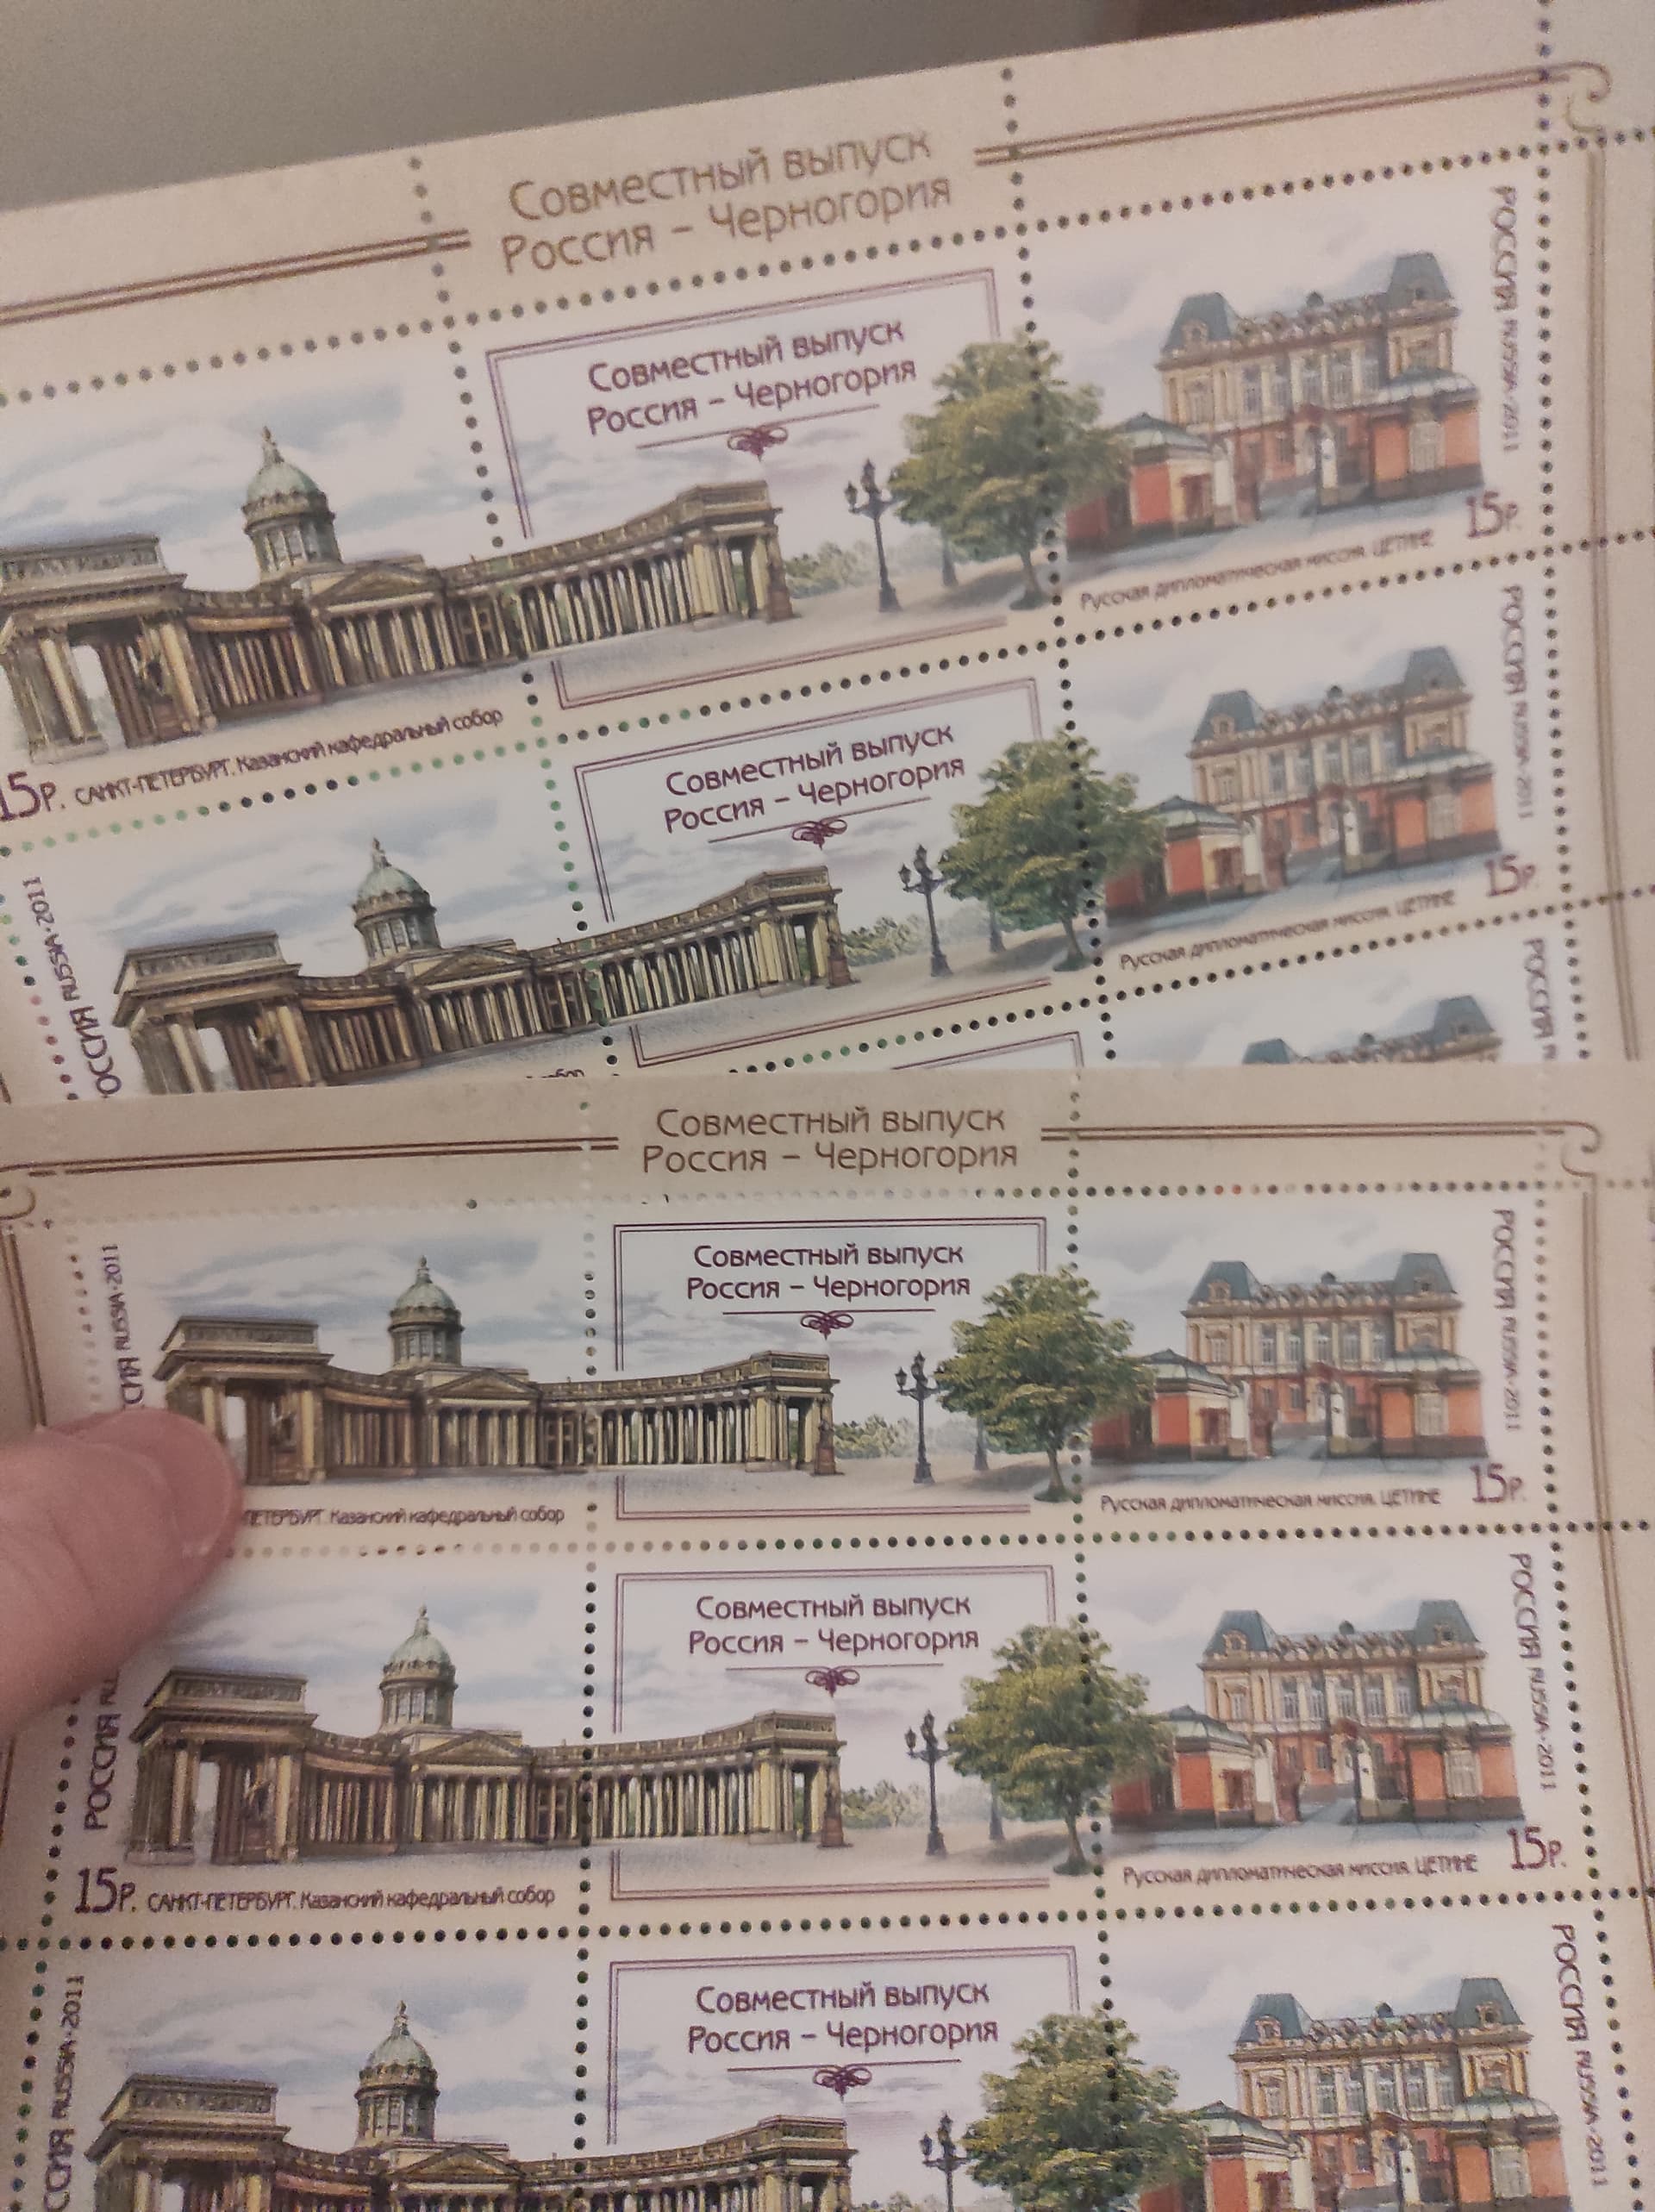 Совместный выпуск
Россия – Черногория
Совместный выпуск
Россия – Черногория
РОССИЯ RUSSIA·2011
15р.
Русская дипломатическая миссия. ЦЕТИНЕ
15р. САНКТ-ПЕТЕРБУРГ. Казанский кафедральный собор
Совместный выпуск
Россия – Черногория
РОССИЯ RUSSIA·2011
15р.
Русская дипломатическая миссия. ЦЕТИНЕ
ОССИЯ RUSSIA·2011
РОССИЯ
Совместный выпуск
Россия – Черногория
СИЯ RUSSIA·2011
Совместный выпуск
Россия – Черногория
РОССИЯ RUSSIA·2011
15р.
ПЕТЕРБУРГ. Казанский кафедральный собор
Русская дипломатическая миссия. ЦЕТИНЕ
РОССИЯ
Совместный выпуск
Россия – Черногория
РОССИЯ RUSSIA·2011
15р.
15р. САНКТ-ПЕТЕРБУРГ. Казанский кафедральный собор
Русская дипломатическая миссия. ЦЕТИНЕ
ССИЯ RUSSIA·2011
Совместный выпуск
Россия – Черногория
РОССИЯ RUSSIA·2011